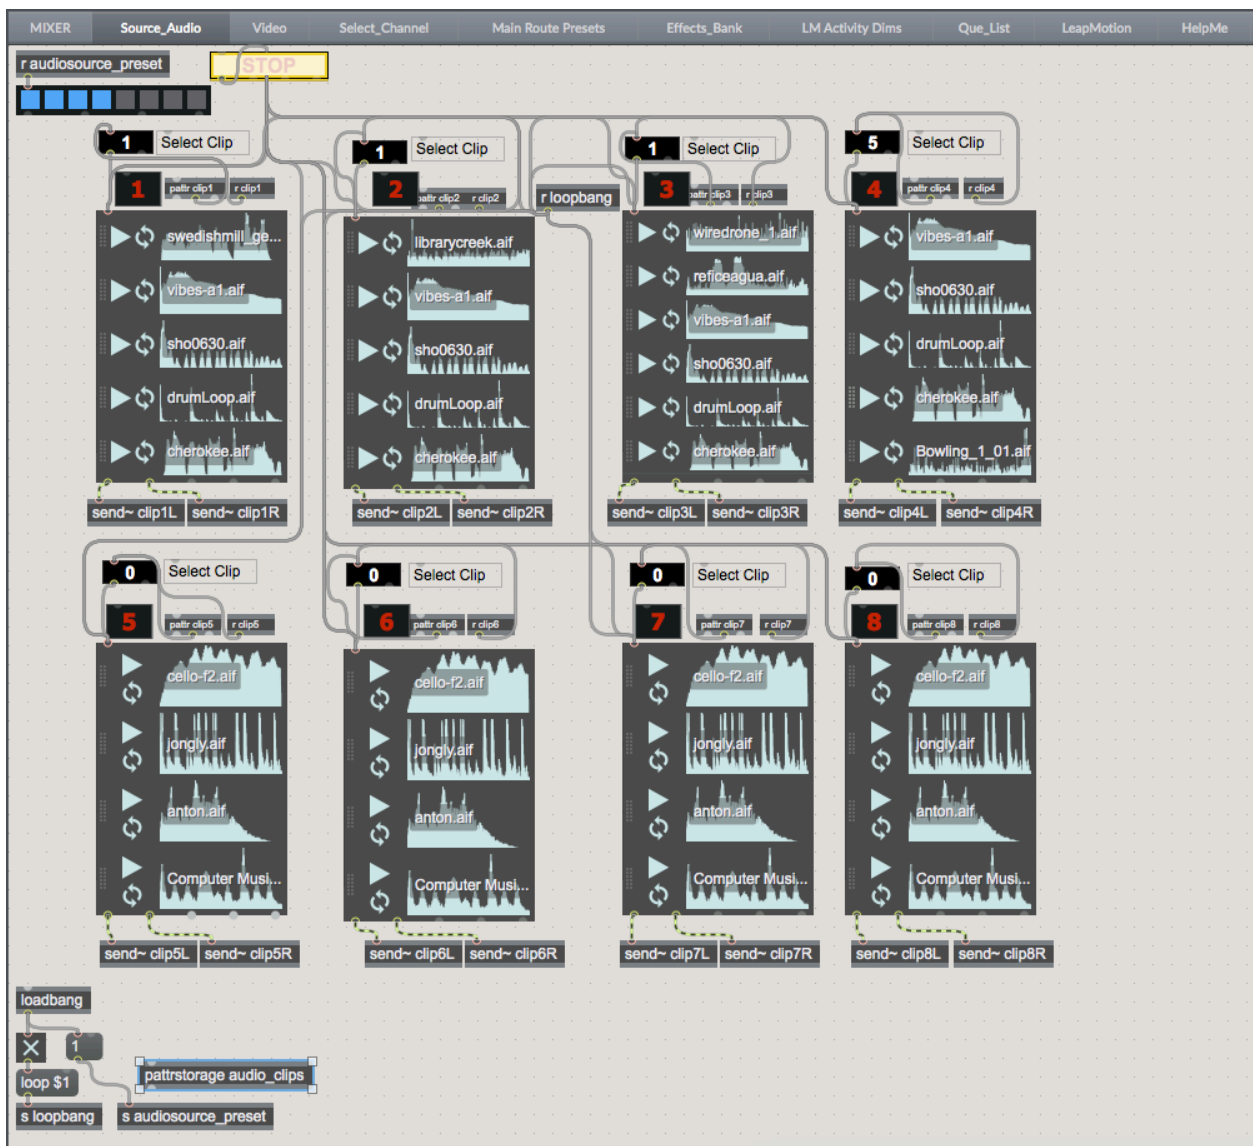 MIXER Source_Audio Video Select_Channel Main Route Presets Effects_Bank LM Activity Dims Que_List LeapMotion HelpMe
r audiosource_preset STOP
1 Select Clip 1 Select Clip 1 Select Clip 5 Select Clip
1 pattr clip1 r clip1 2 pattr clip2 r clip2 r loopbang 3 pattr clip3 r clip3 4 pattr clip4 r clip4
swedishmill_ge... librarycreek.aif wiredrone_1.aif vibes-a1.aif
vibes-a1.aif vibes-a1.aif reficeagua.aif sho0630.aif
vibes-a1.aif
sho0630.aif sho0630.aif sho0630.aif drumLoop.aif
drumLoop.aif drumLoop.aif drumLoop.aif cherokee.aif
cherokee.aif cherokee.aif cherokee.aif Bowling_1_01.aif
send~ clip1L send~ clip1R send~ clip2L send~ clip2R send~ clip3L send~ clip3R send~ clip4L send~ clip4R
0 Select Clip 0 Select Clip 0 Select Clip 0 Select Clip
5 pattr clip5 r clip5 6 pattr clip6 r clip6 7 pattr clip7 r clip7 8 pattr clip8 r clip8
cello-f2.aif cello-f2.aif cello-f2.aif cello-f2.aif
jongly.aif jongly.aif jongly.aif jongly.aif
anton.aif anton.aif anton.aif anton.aif
Computer Musi... Computer Musi... Computer Musi... Computer Musi...
send~ clip5L send~ clip5R send~ clip6L send~ clip6R send~ clip7L send~ clip7R send~ clip8L send~ clip8R
loadbang
1
loop $1 pattrstorage audio_clips
s loopbang s audiosource_preset